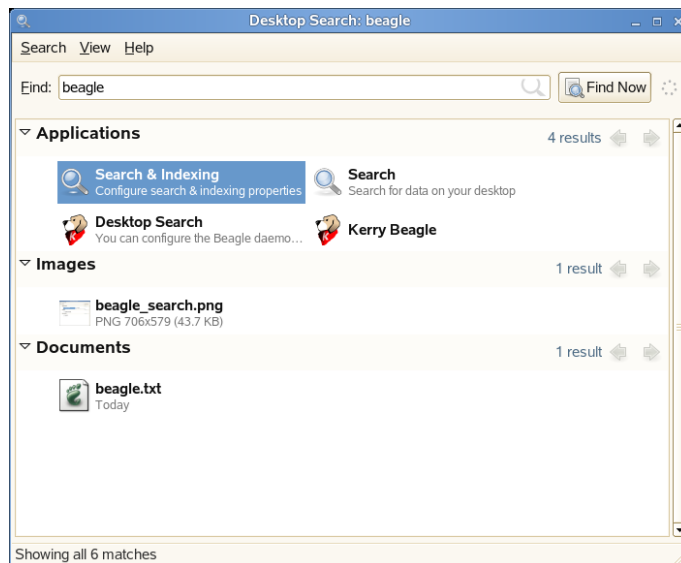 Desktop Search: beagle
Search View Help
Find: beagle Find Now
Applications 4 results
Search & Indexing
Configure search & indexing properties
Search
Search for data on your desktop
Desktop Search
You can configure the Beagle daemo...
Kerry Beagle
Images 1 result
beagle_search.png
PNG 706x579 (43.7 KB)
Documents 1 result
beagle.txt
Today
Showing all 6 matches